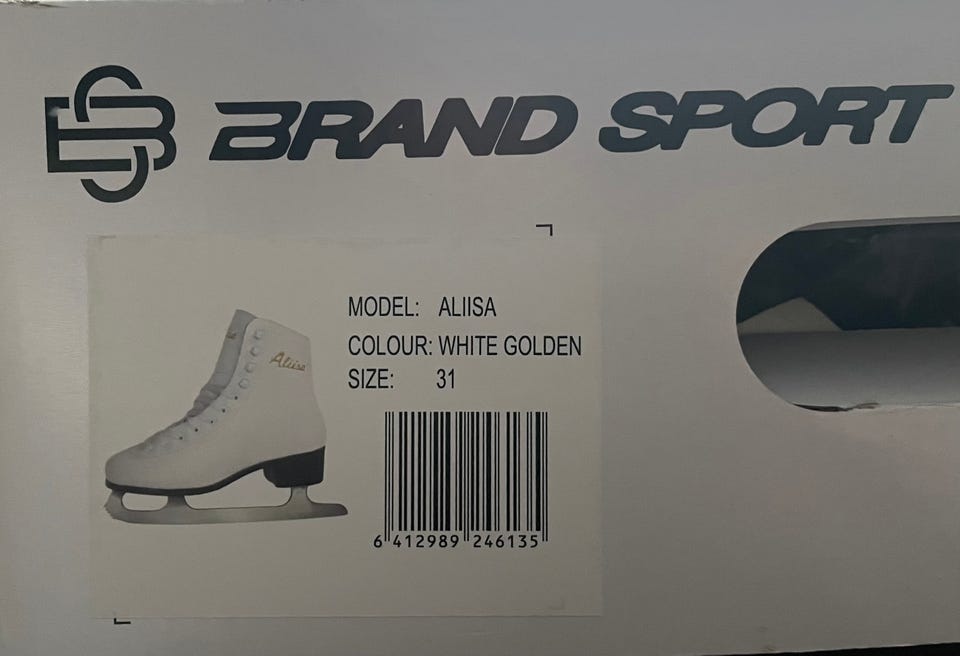 BRAND SPORT
MODEL: ALIISA
COLOUR: WHITE GOLDEN
SIZE: 31
Aliisa
6 412989 246135